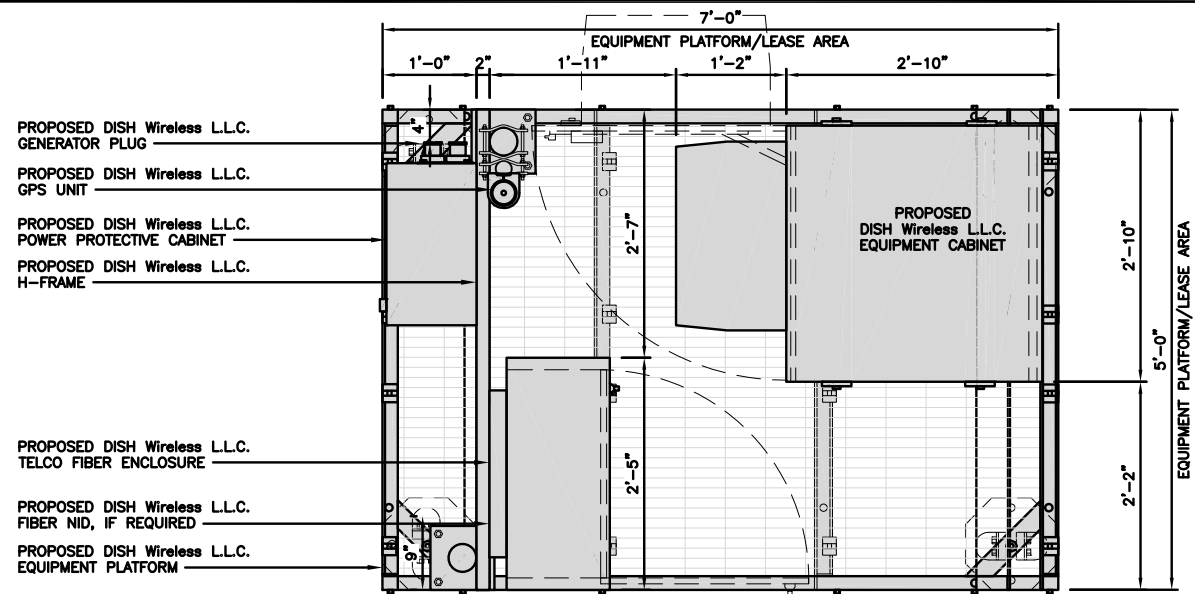 7'-0"
EQUIPMENT PLATFORM/LEASE AREA
1'-0" 2" 1'-11" 1'-2" 2'-10"
4"
PROPOSED DISH Wireless L.L.C.
GENERATOR PLUG
PROPOSED DISH Wireless L.L.C.
GPS UNIT
PROPOSED DISH Wireless L.L.C.
POWER PROTECTIVE CABINET
PROPOSED DISH Wireless L.L.C.
H-FRAME
PROPOSED
DISH Wireless L.L.C.
EQUIPMENT CABINET
2'-7"
2'-10"
5'-0"
EQUIPMENT PLATFORM/LEASE AREA
PROPOSED DISH Wireless L.L.C.
TELCO FIBER ENCLOSURE
2'-5"
2'-2"
PROPOSED DISH Wireless L.L.C.
FIBER NID, IF REQUIRED
9"
PROPOSED DISH Wireless L.L.C.
EQUIPMENT PLATFORM